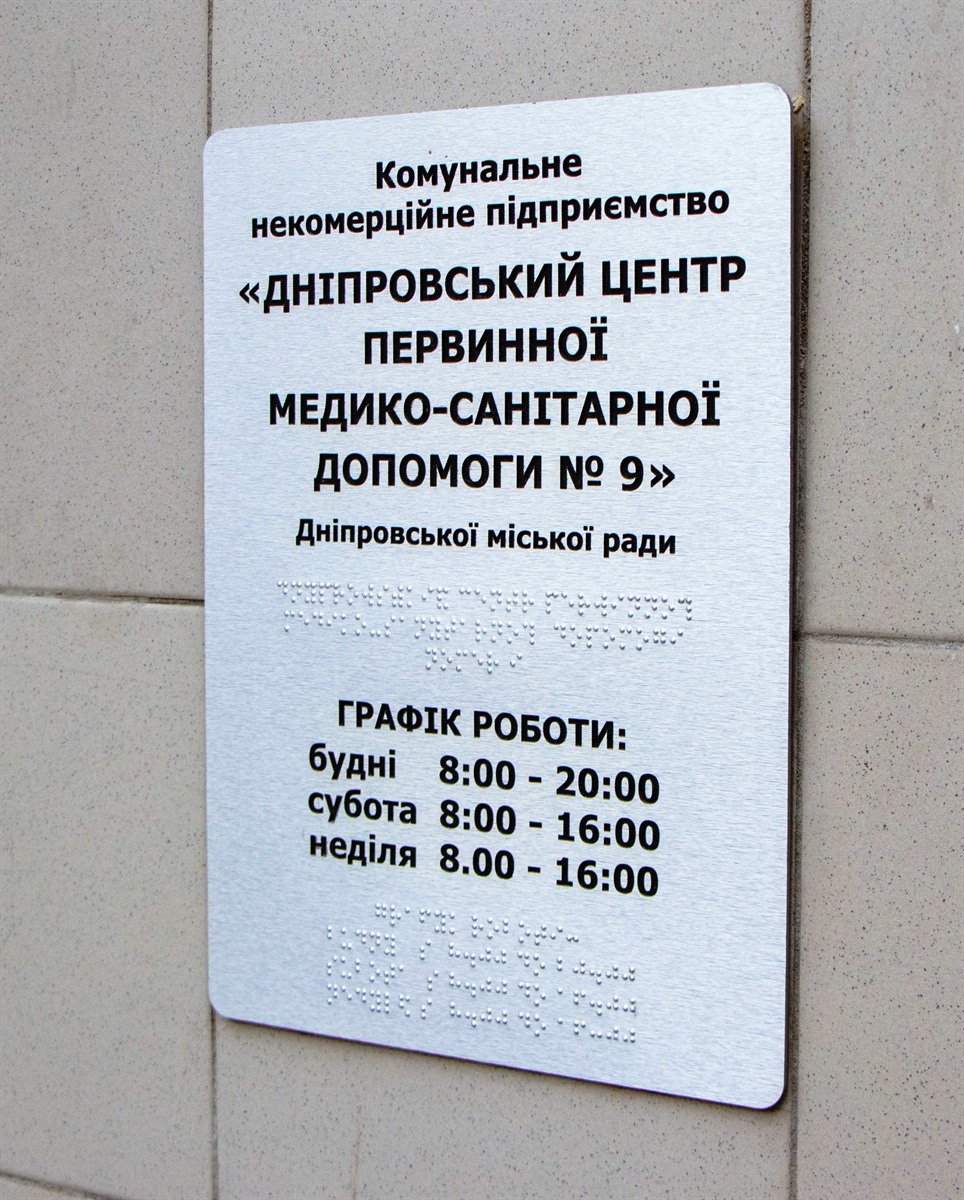 Комунальне
некомерційне підприємство
«ДНІПРОВСЬКИЙ ЦЕНТР
ПЕРВИННОЇ
МЕДИКО-САНІТАРНОЇ
ДОПОМОГИ № 9»
Дніпровської міської ради
ГРАФІК РОБОТИ:
будні 8:00 - 20:00
субота 8:00 - 16:00
неділя 8.00 - 16:00